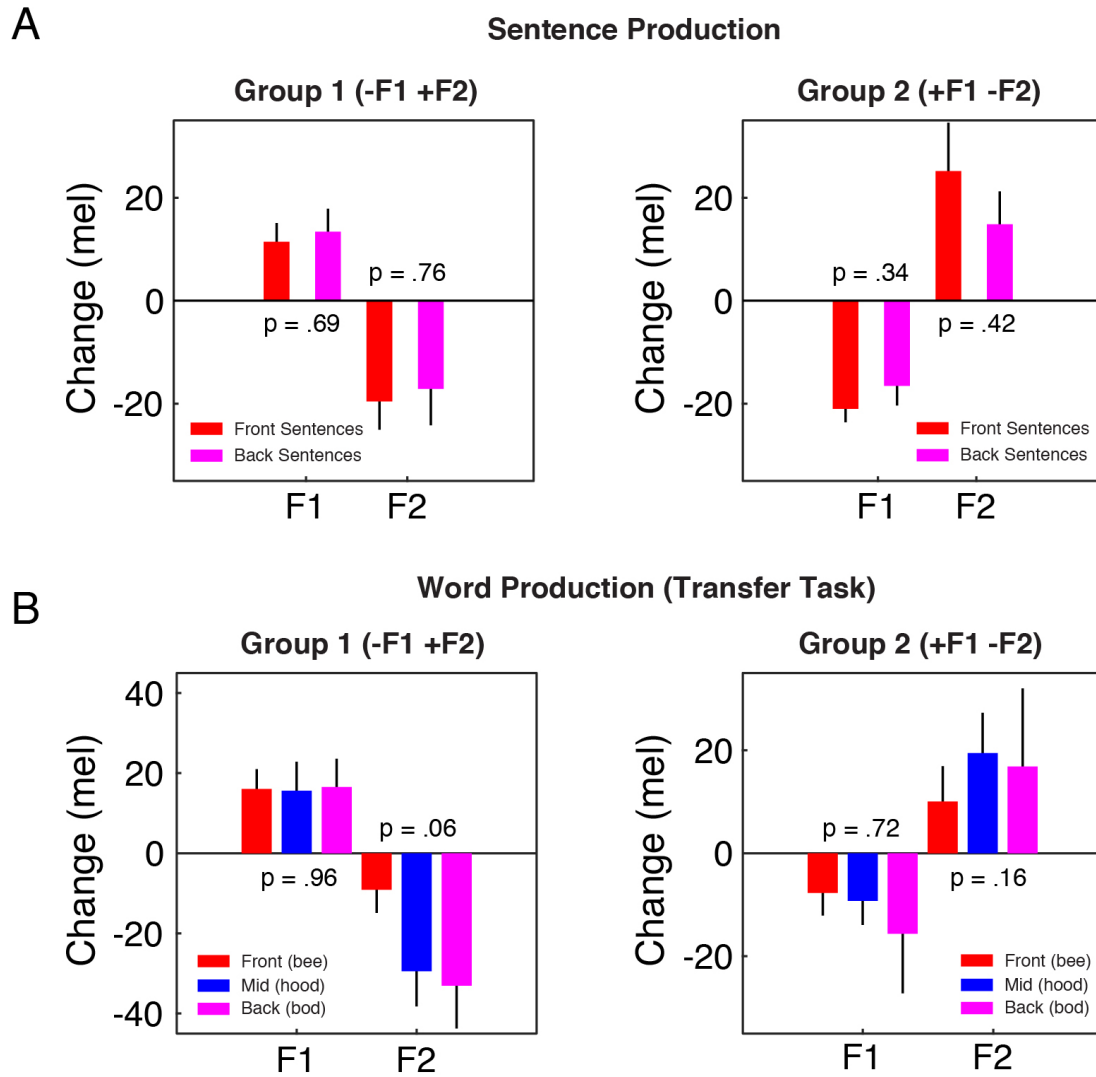 A
Sentence Production
Group 1 (-F1 +F2)
Change (mel)
20
0
-20
p = .76
p = .69
Front Sentences
Back Sentences
F1 F2
Group 2 (+F1 -F2)
Change (mel)
20
0
-20
p = .34
p = .42
Front Sentences
Back Sentences
F1 F2
B
Word Production (Transfer Task)
Group 1 (-F1 +F2)
Change (mel)
40
20
0
-20
-40
p = .06
p = .96
Front (bee)
Mid (hood)
Back (bod)
F1 F2
Group 2 (+F1 -F2)
Change (mel)
20
0
-20
p = .72
p = .16
Front (bee)
Mid (hood)
Back (bod)
F1 F2